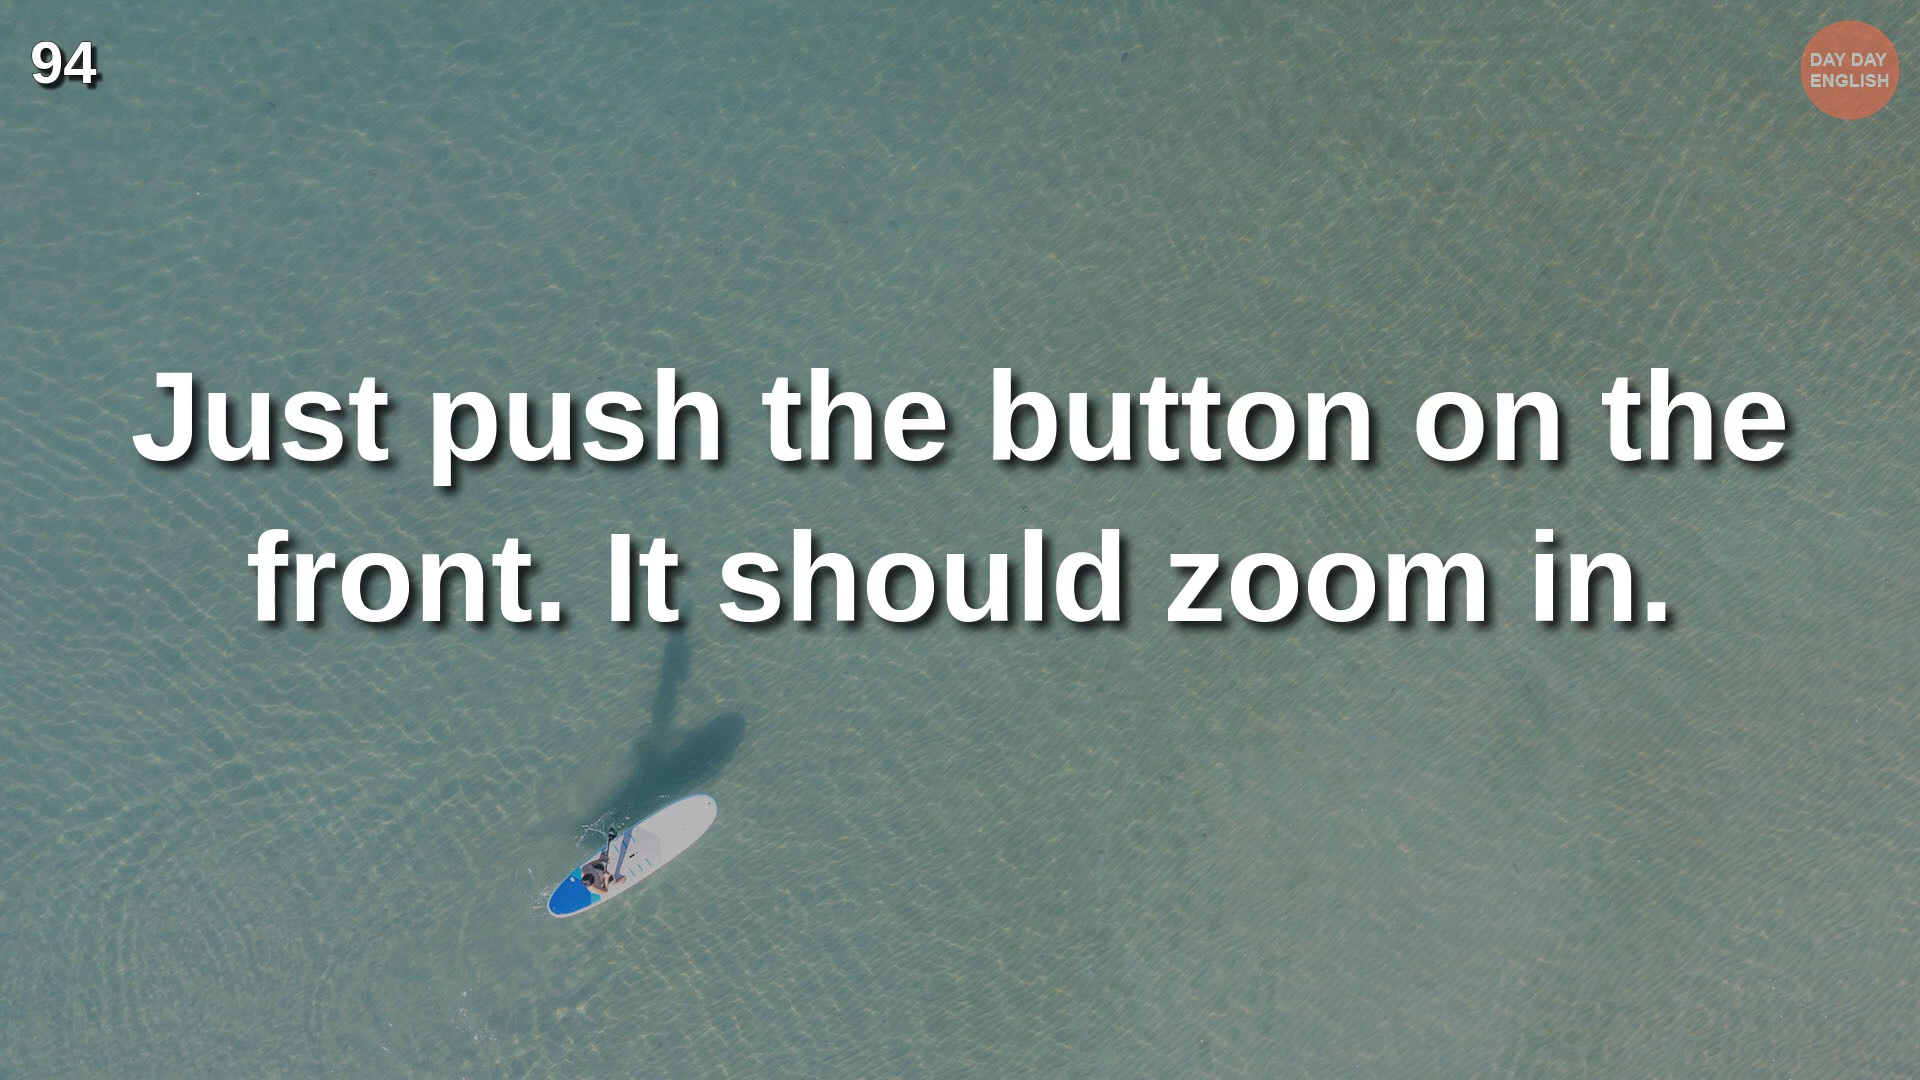 94
DAY DAY
ENGLISH
Just push the button on the
front. It should zoom in.